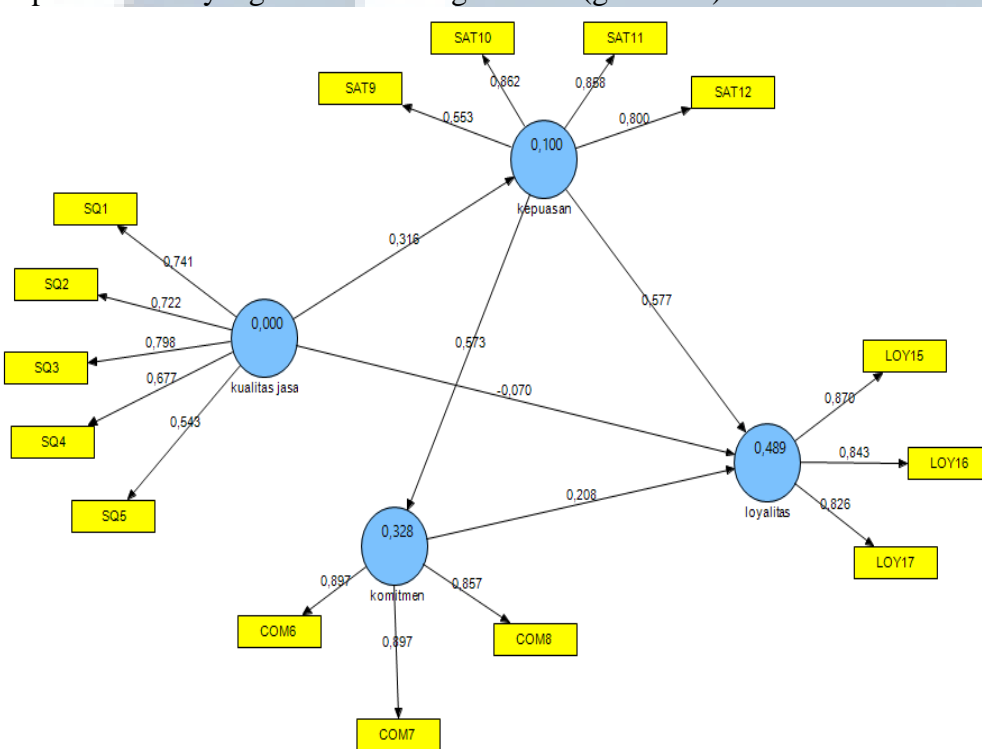 SAT10
SAT11
SAT9
SAT12
0,862
0,858
0,553
0,800
0,100
kepuasan
SQ1
SQ2
SQ3
SQ4
SQ5
0,741
0,722
0,798
0,677
0,543
0,000
kualitas jasa
0,316
0,577
0,573
-0,070
0,208
LOY15
LOY16
LOY17
0,870
0,843
0,826
0,489
loyalitas
0,328
komitmen
0,897
0,857
0,897
COM6
COM8
COM7